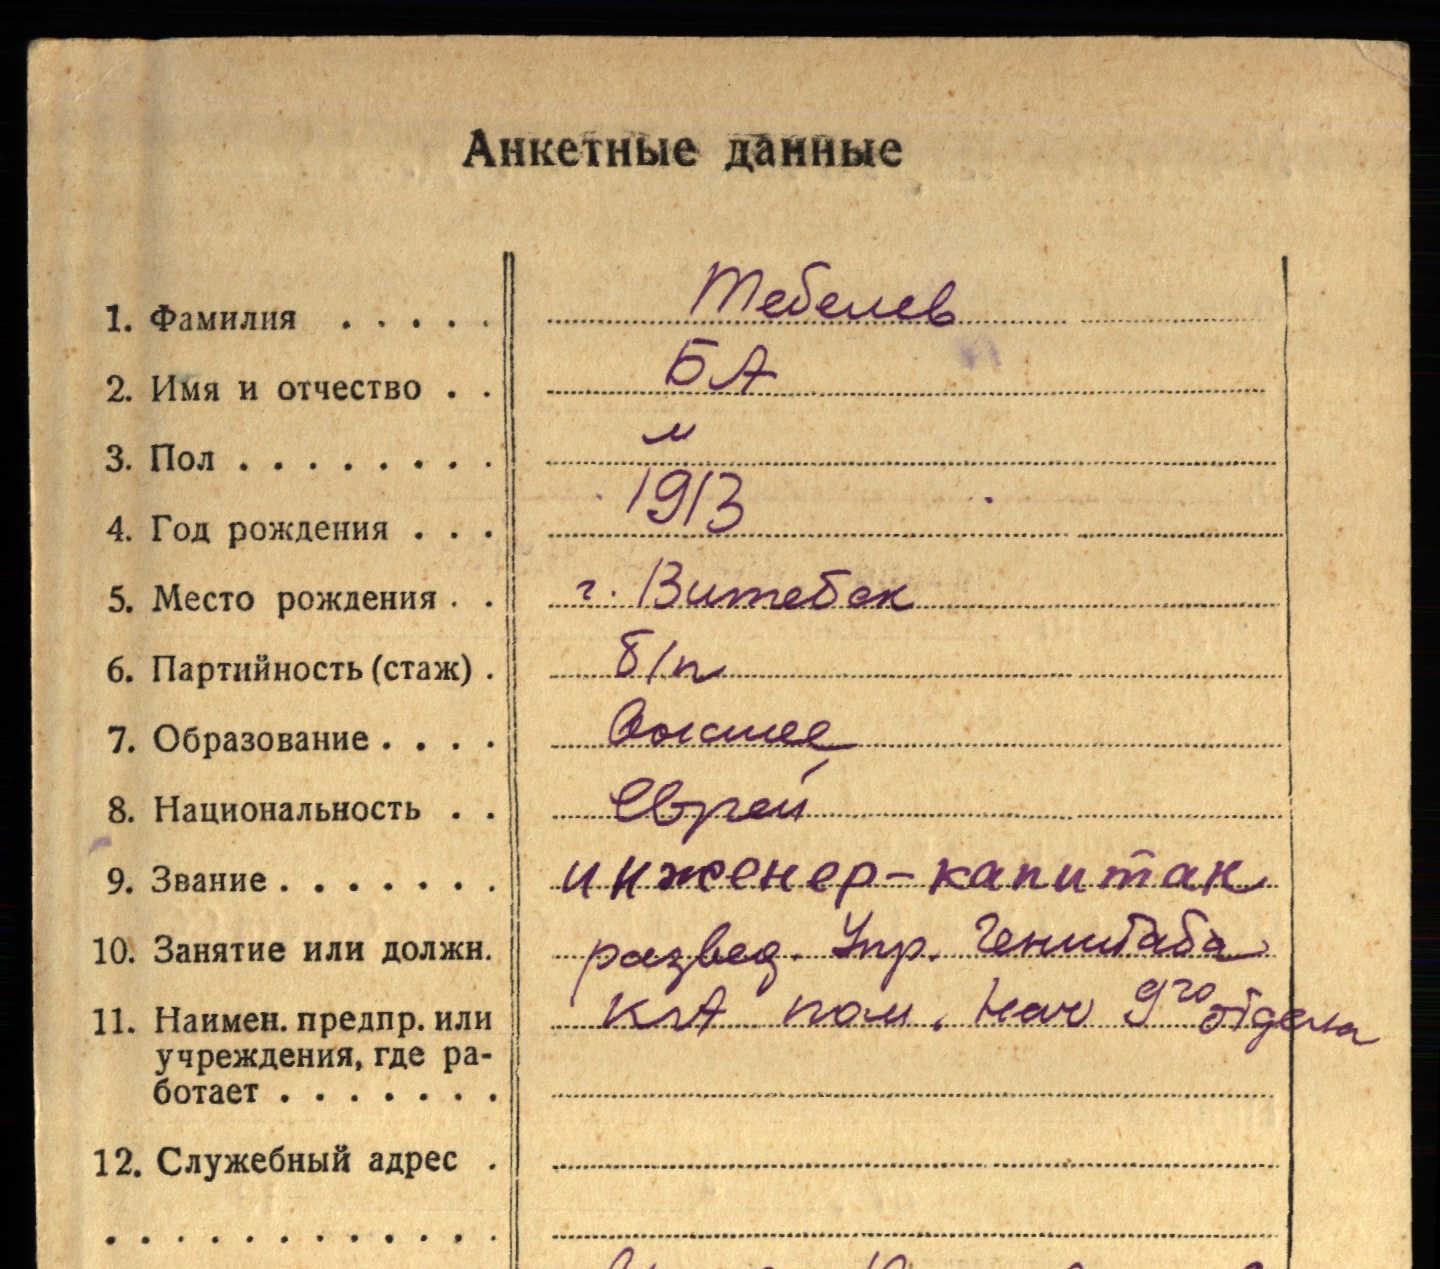 Анкетные данные
1. Фамилия . . . . . Тебелев
2. Имя и отчество . . БА
3. Пол . . . . . . . . м
4. Год рождения . . . 1913
5. Место рождения . . г. Витебск
6. Партийность (стаж) . б/п
7. Образование . . . . Высшее
8. Национальность . . Еврей
9. Звание . . . . . . . инженер-капитан
10. Занятие или должн. развед. Упр. Генштаба
11. Наимен. предпр. или КА пом. Нач 9го отдела
учреждения, где ра-
ботает . . . . . . .
12. Служебный адрес .